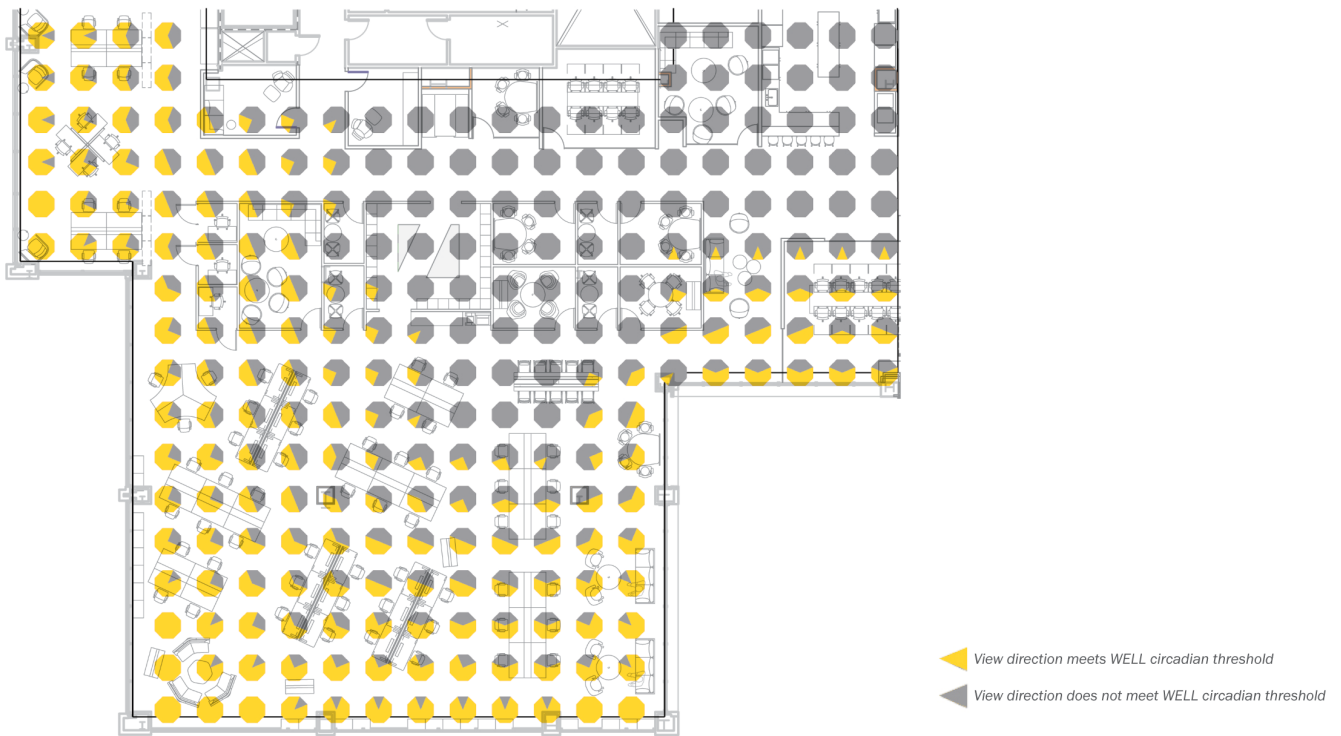 View direction meets WELL circadian threshold
View direction does not meet WELL circadian threshold